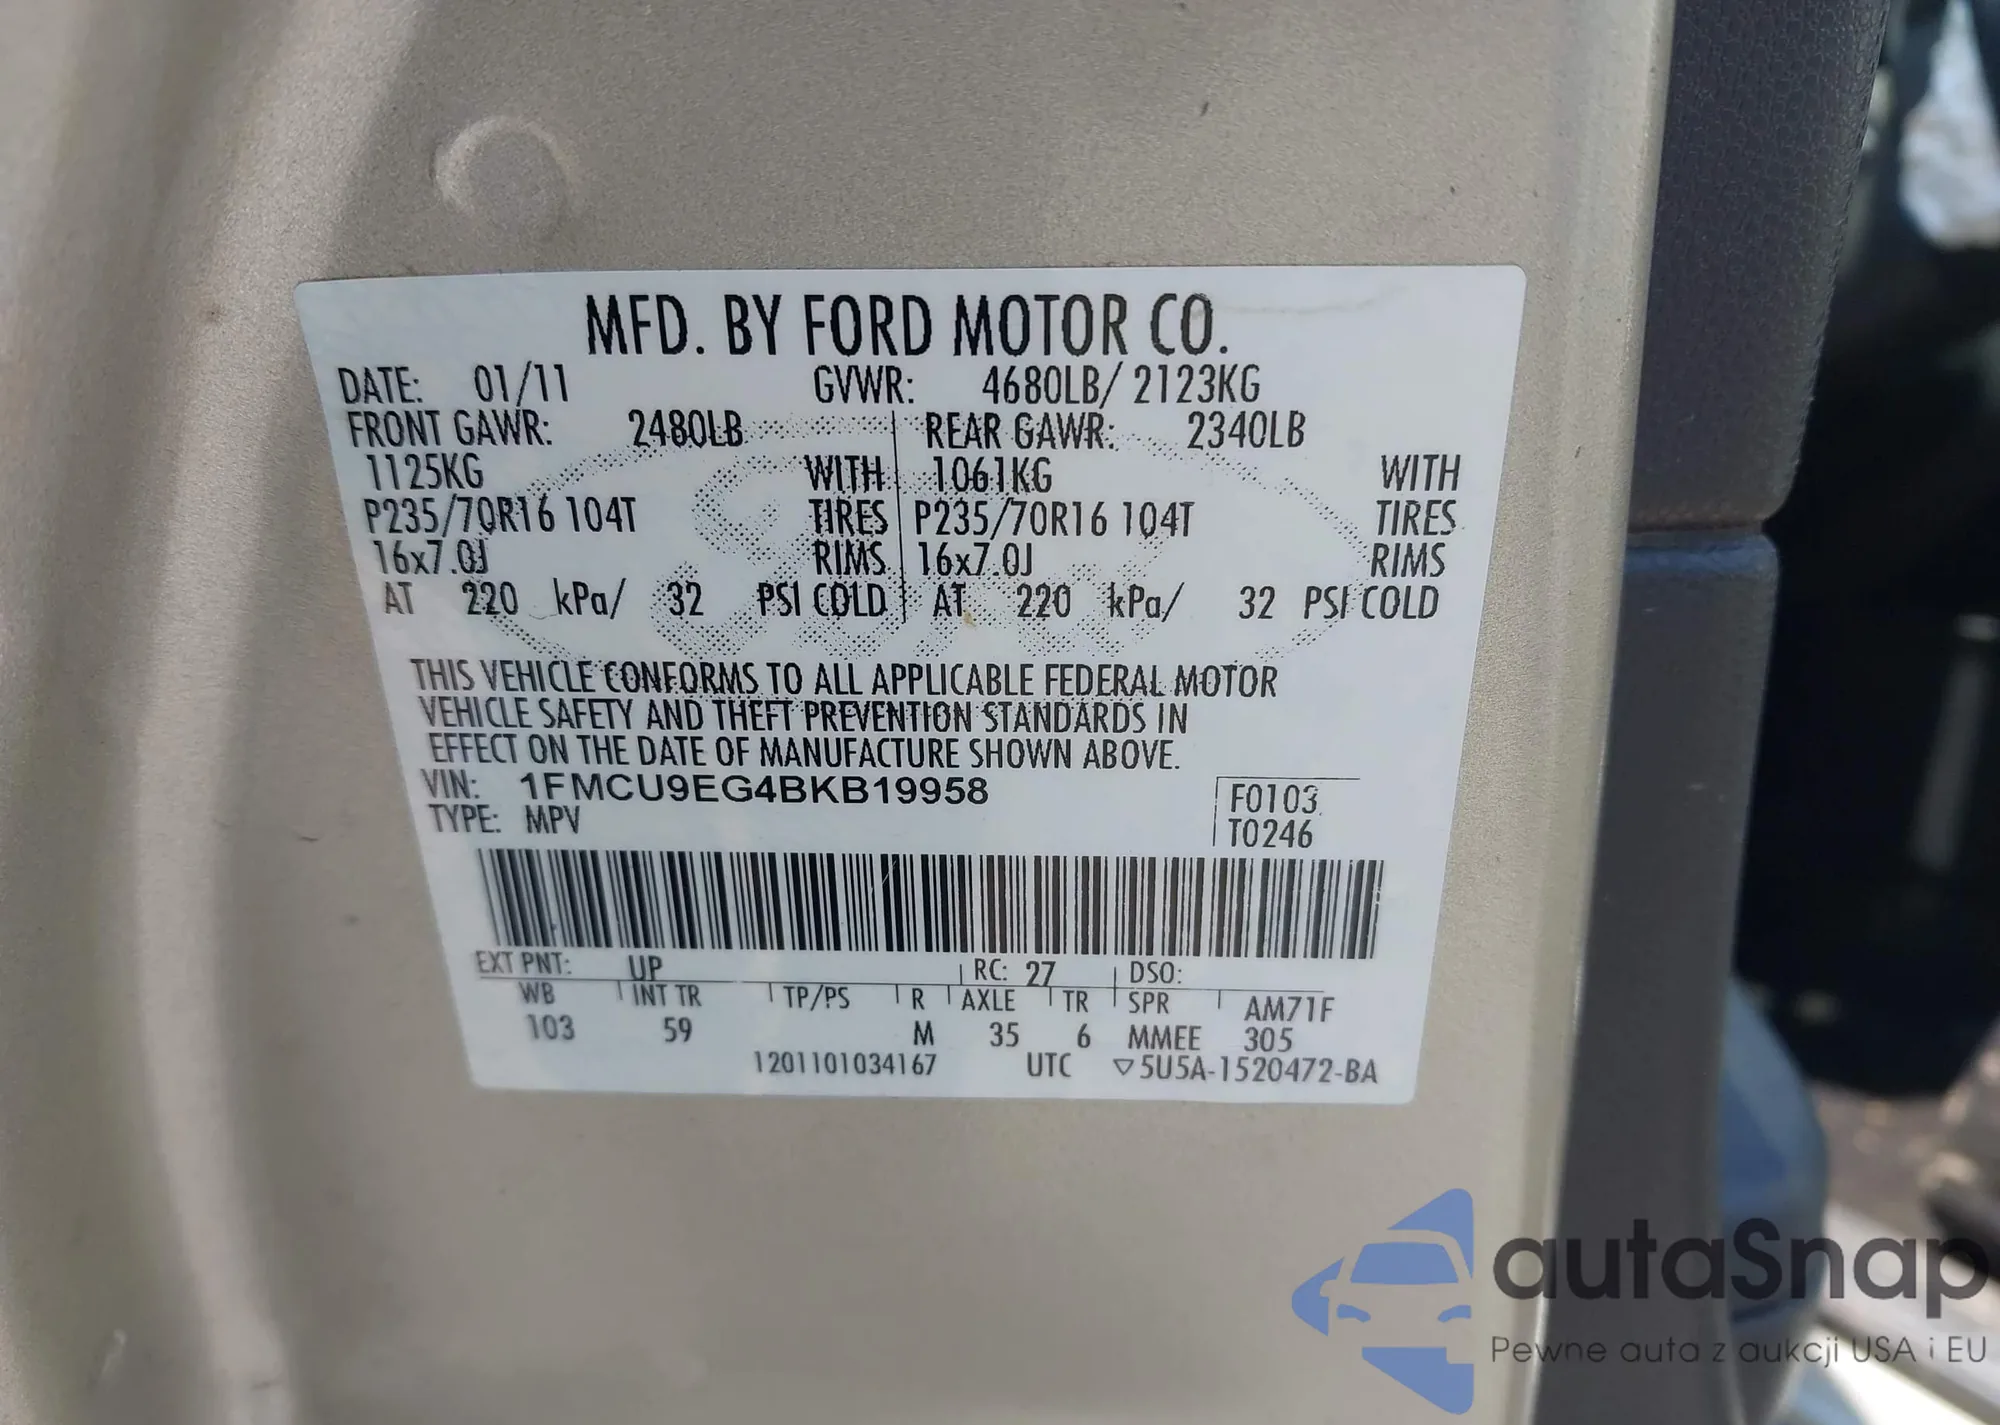 MFD. BY FORD MOTOR CO.
DATE: 01/11 GVWR: 4680LB/ 2123KG
FRONT GAWR: 2480LB REAR GAWR: 2340LB
1125KG WITH 1061KG WITH
P235/70R16 104T TIRES P235/70R16 104T TIRES
16x7.0J RIMS 16x7.0J RIMS
AT 220 kPa/ 32 PSI COLD AT 220 kPa/ 32 PSI COLD
THIS VEHICLE CONFORMS TO ALL APPLICABLE FEDERAL MOTOR
VEHICLE SAFETY AND THEFT PREVENTION STANDARDS IN
EFFECT ON THE DATE OF MANUFACTURE SHOWN ABOVE.
VIN: 1FMCU9EG4BKB19958 F0103
TYPE: MPV T0246
EXT PNT: UP RC: 27 DSO:
WB INT TR TP/PS R AXLE TR SPR AM71F
103 59 M 35 6 MMEE 305
1201101034167 UTC ▽5U5A-1520472-BA
autaSnap
Pewne auta z aukcji USA i EU